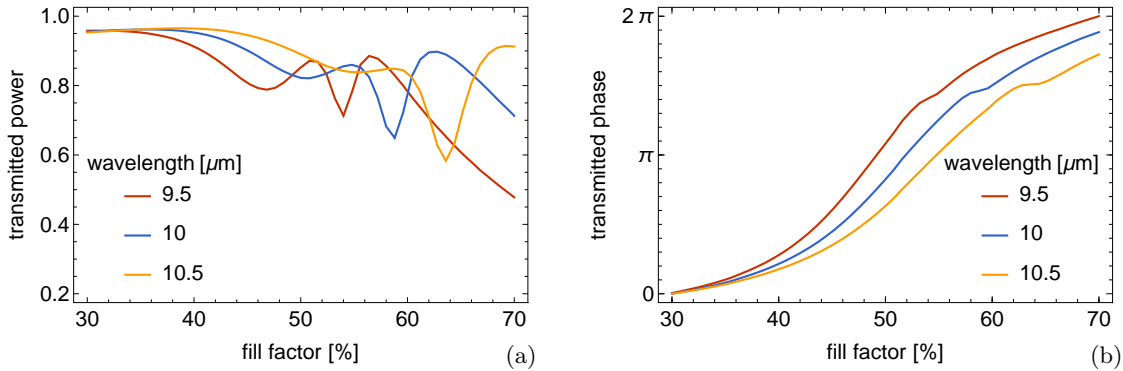 1.0
0.8
0.6
0.4
0.2
transmitted power
wavelength [μm]
9.5
10
10.5
30 40 50 60 70
fill factor [%]
(a)
2 π
π
0
transmitted phase
wavelength [μm]
9.5
10
10.5
30 40 50 60 70
fill factor [%]
(b)